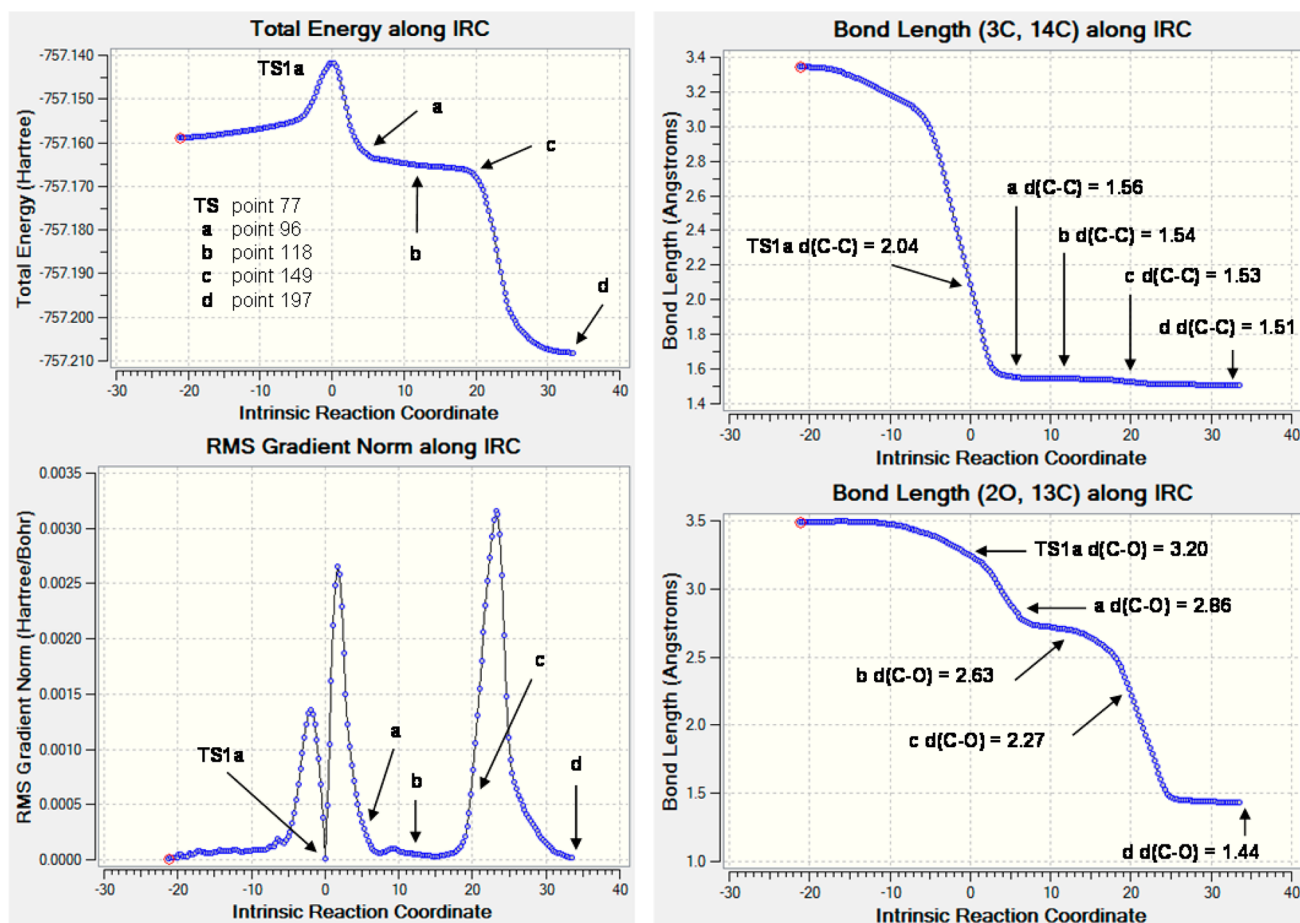 Total Energy along IRC
Total Energy (Hartree)
-757.140
-757.150
-757.160
-757.170
-757.180
-757.190
-757.200
-757.210
TS1a
a
c
b
d
TS point 77
a point 96
b point 118
c point 149
d point 197
-30 -20 -10 0 10 20 30 40
Intrinsic Reaction Coordinate
Bond Length (3C, 14C) along IRC
Bond Length (Angstroms)
3.4
3.2
3.0
2.8
2.6
2.4
2.2
2.0
1.8
1.6
1.4
a d(C-C) = 1.56
b d(C-C) = 1.54
TS1a d(C-C) = 2.04
c d(C-C) = 1.53
d d(C-C) = 1.51
-30 -20 -10 0 10 20 30 40
Intrinsic Reaction Coordinate
RMS Gradient Norm along IRC
RMS Gradient Norm (Hartree/Bohr)
0.0035
0.0030
0.0025
0.0020
0.0015
0.0010
0.0005
0.0000
TS1a
a
b
c
d
-30 -20 -10 0 10 20 30 40
Intrinsic Reaction Coordinate
Bond Length (2O, 13C) along IRC
Bond Length (Angstroms)
3.5
3.0
2.5
2.0
1.5
1.0
TS1a d(C-O) = 3.20
a d(C-O) = 2.86
b d(C-O) = 2.63
c d(C-O) = 2.27
d d(C-O) = 1.44
-30 -20 -10 0 10 20 30 40
Intrinsic Reaction Coordinate